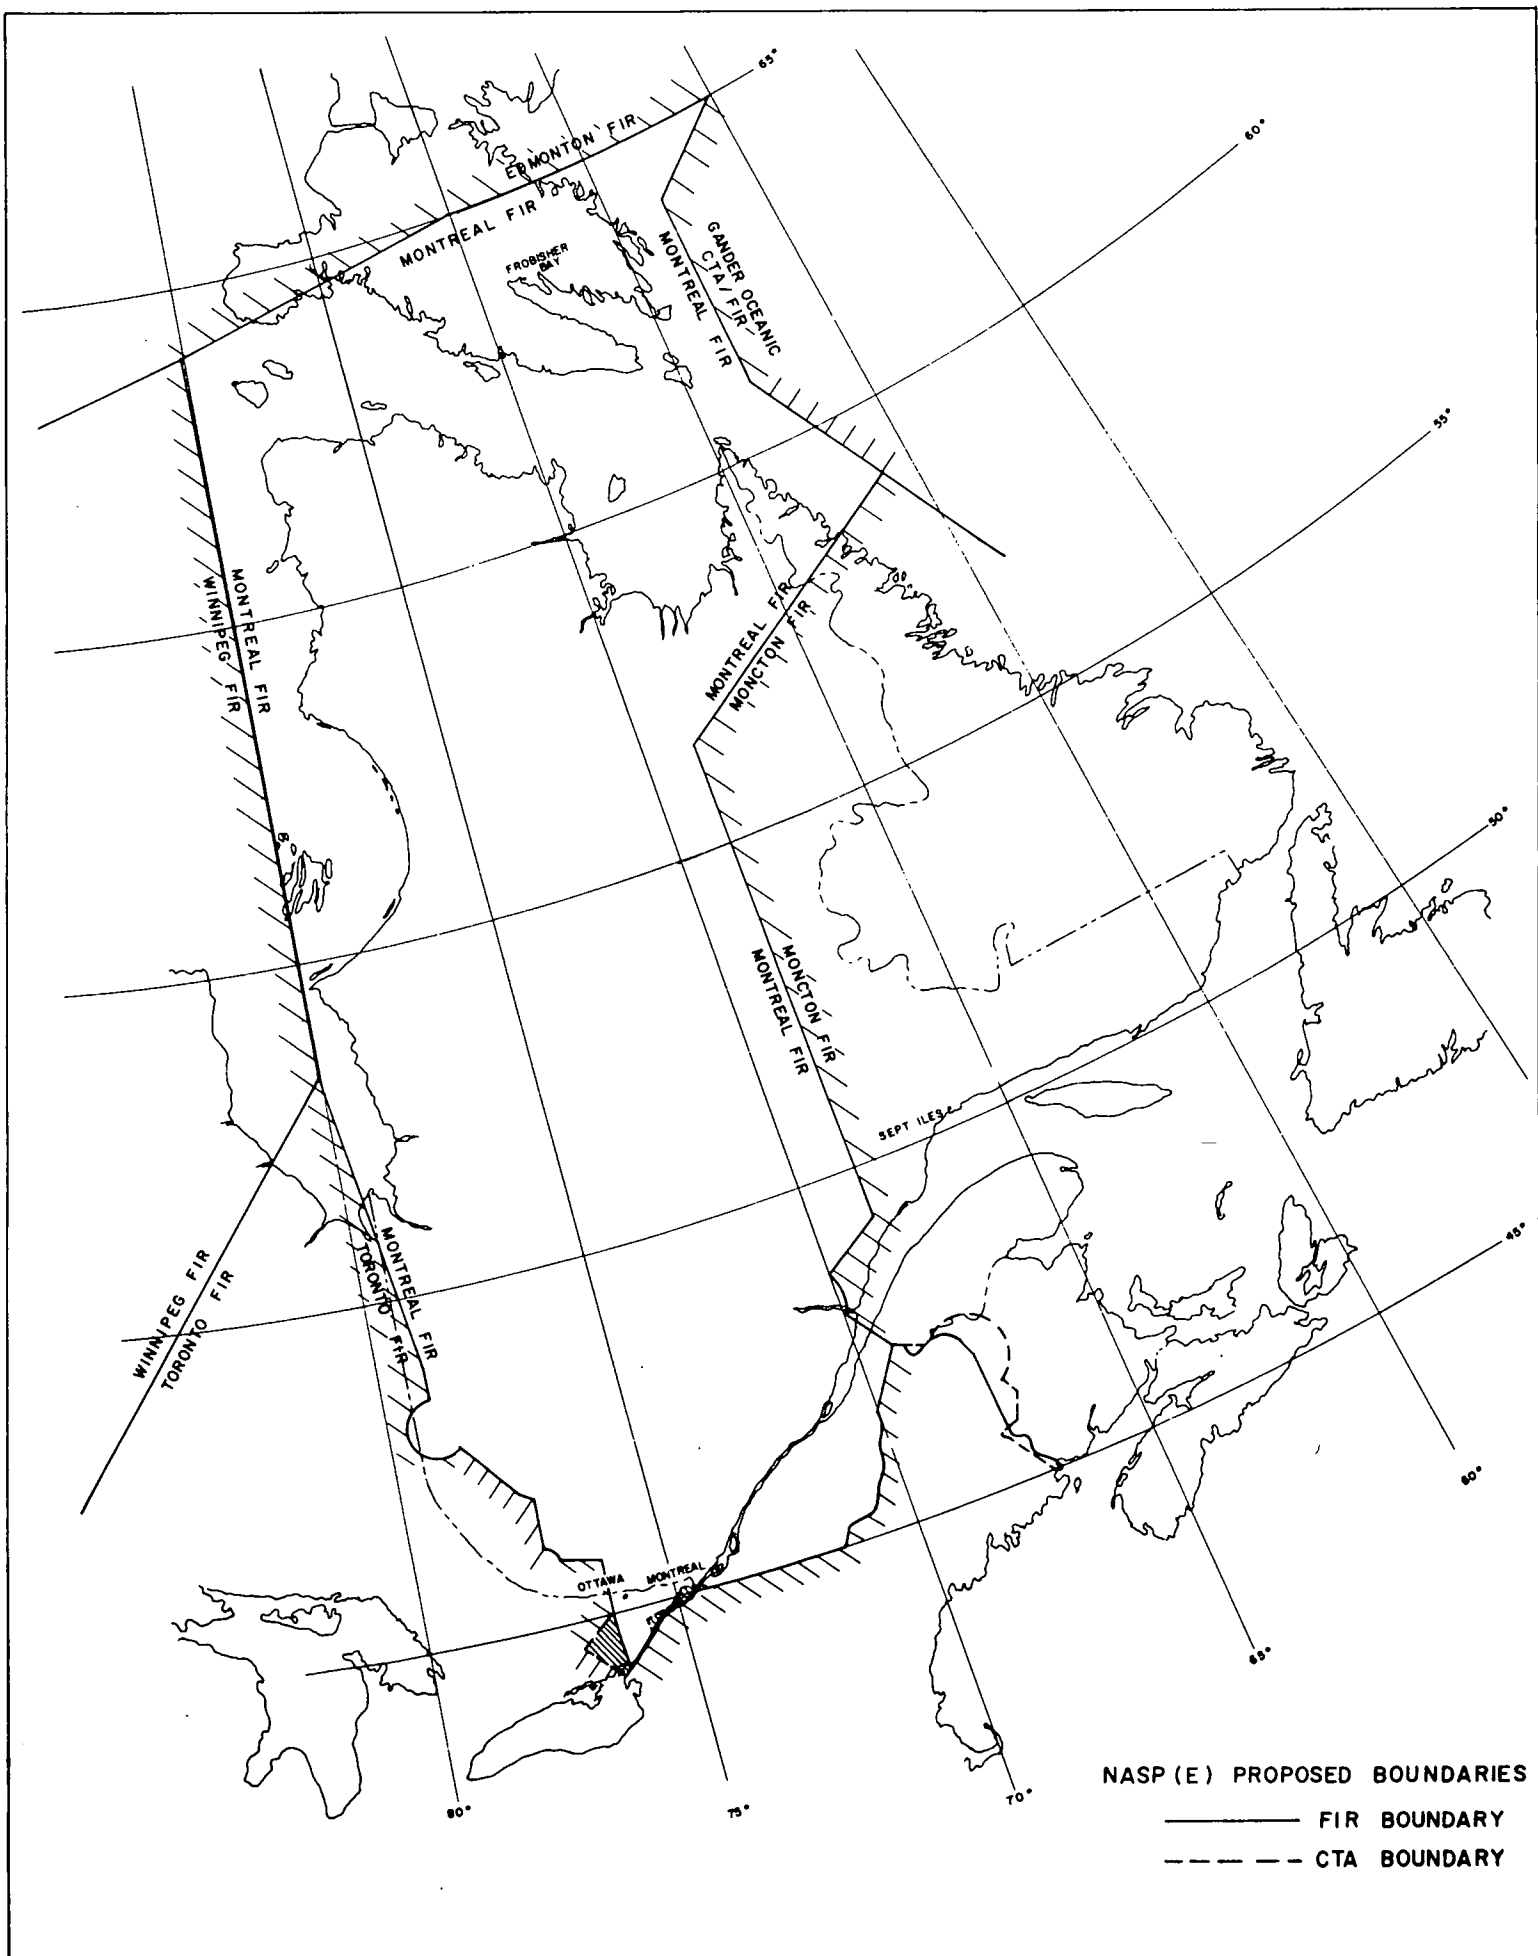 65°
60°
EDMONTON FIR
MONTREAL FIR
FROBISHER
BAY
GANDER OCEANIC
CTA / FIR
MONTREAL FIR
55°
MONTREAL FIR
WINNIPEG FIR
MONTREAL FIR
MONCTON FIR
50°
MONCTON FIR
MONTREAL FIR
SEPT ILES
45°
MONTREAL FIR
TORONTO FIR
WINNIPEG FIR
TORONTO FIR
60°
OTTAWA
MONTREAL
65°
70°
75°
80°
NASP (E) PROPOSED BOUNDARIES
FIR BOUNDARY
CTA BOUNDARY